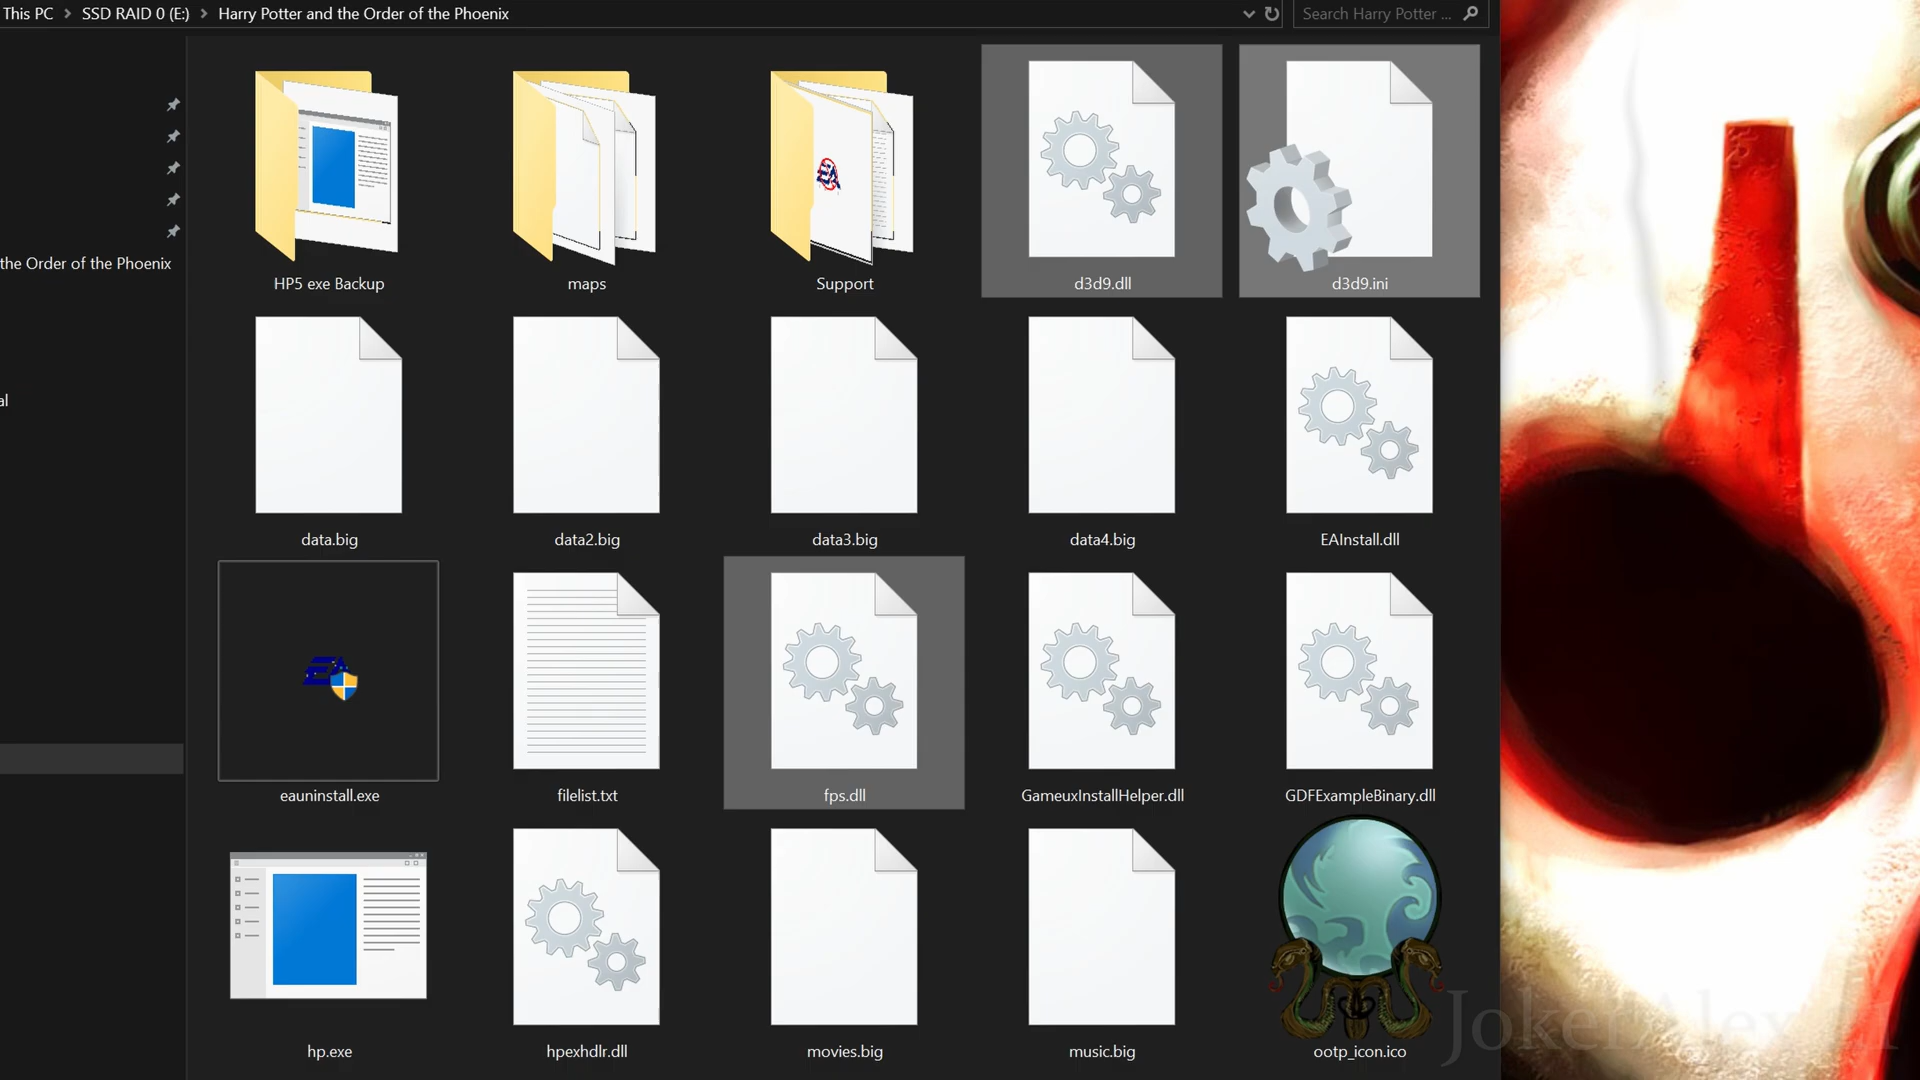 This PC > SSD RAID 0 (E:) > Harry Potter and the Order of the Phoenix
Search Harry Potter ...
the Order of the Phoenix
al
HP5 exe Backup
maps
Support
d3d9.dll
d3d9.ini
data.big
data2.big
data3.big
data4.big
EAInstall.dll
eauninstall.exe
filelist.txt
fps.dll
GameuxInstallHelper.dll
GDFExampleBinary.dll
hp.exe
hpexhdlr.dll
movies.big
music.big
ootp_icon.ico